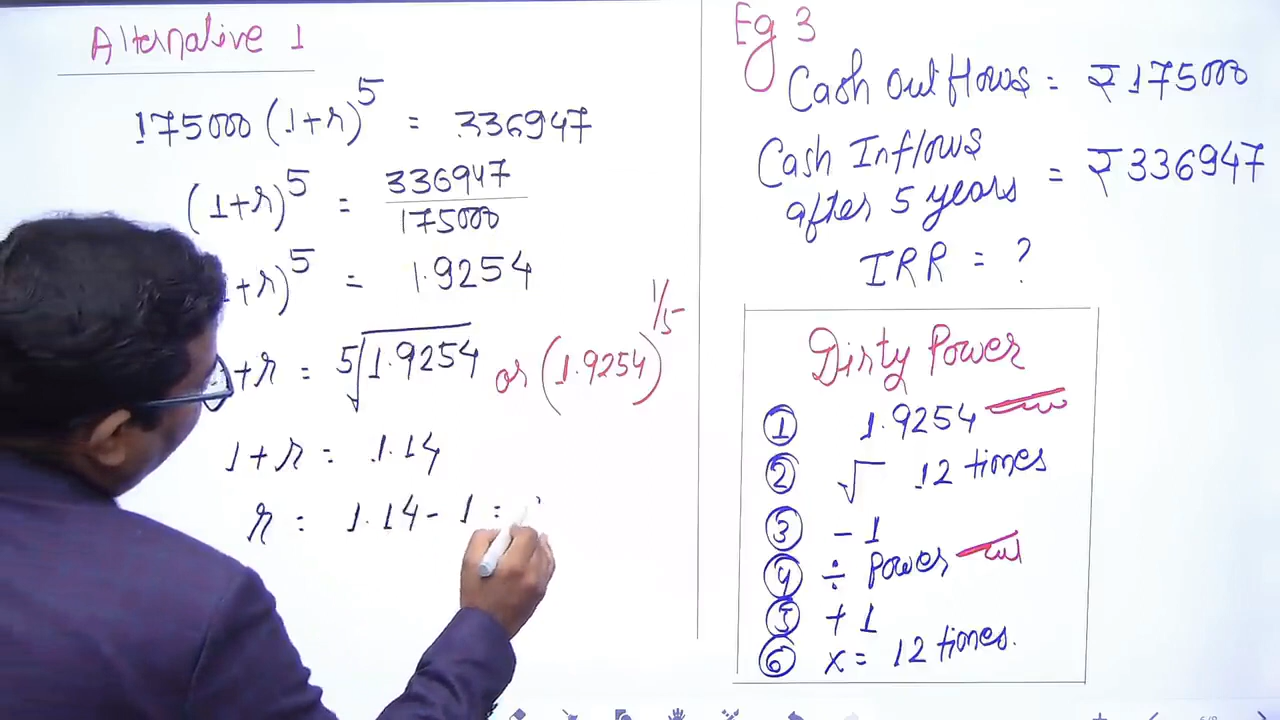 Alternative 1
175000 (1+r)^5 = 336947
(1+r)^5 = 336947/175000
+r)^5 = 1.9254
+r = 5√1.9254 or (1.9254)^1/5
1+r = 1.14
r = 1.14 - 1 =
Eg 3
Cash Outflows = ₹175000
Cash Inflows
after 5 years = ₹336947
IRR = ?
Dirty Power
① 1.9254
② √ 12 times
③ - 1
④ ÷ Power
⑤ + 1
⑥ x= 12 times.